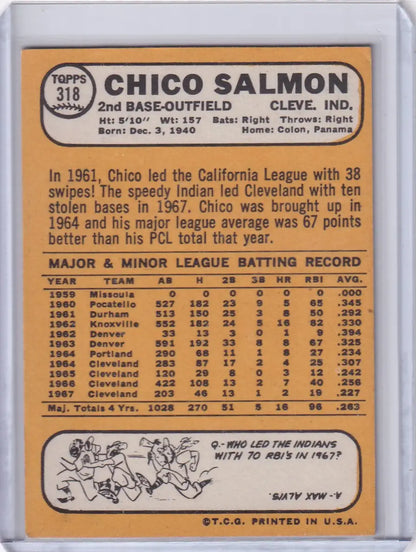 TOPPS
318
CHICO SALMON
2nd BASE-OUTFIELD CLEVE. IND.
Ht: 5'10" Wt: 157 Bats: Right Throws: Right
Born: Dec. 3, 1940 Home: Colon, Panama
In 1961, Chico led the California League with 38
swipes! The speedy Indian led Cleveland with ten
stolen bases in 1967. Chico was brought up in
1964 and his major league average was 67 points
better than his PCL total that year.
MAJOR & MINOR LEAGUE BATTING RECORD
YEAR TEAM AB H 2B 3B HR RBI AVG.
1959 Missoula 0 0 0 0 0 0 .000
1960 Pocatello 527 182 23 9 5 65 .345
1961 Durham 513 150 25 3 8 50 .292
1962 Knoxville 552 182 24 5 16 82 .330
1962 Denver 33 13 3 0 1 9 .394
1963 Denver 591 192 33 8 8 67 .325
1964 Portland 290 68 11 1 8 27 .234
1964 Cleveland 283 87 17 2 4 25 .307
1965 Cleveland 120 29 8 0 3 12 .242
1966 Cleveland 422 108 13 2 7 40 .256
1967 Cleveland 203 46 13 1 2 19 .227
Maj. Totals 4 Yrs. 1028 270 51 5 16 96 .263
Q-WHO LED THE INDIANS
WITH 70 RBI'S IN 1967?
A-MAX ALVIS
©T.C.G. PRINTED IN U.S.A.